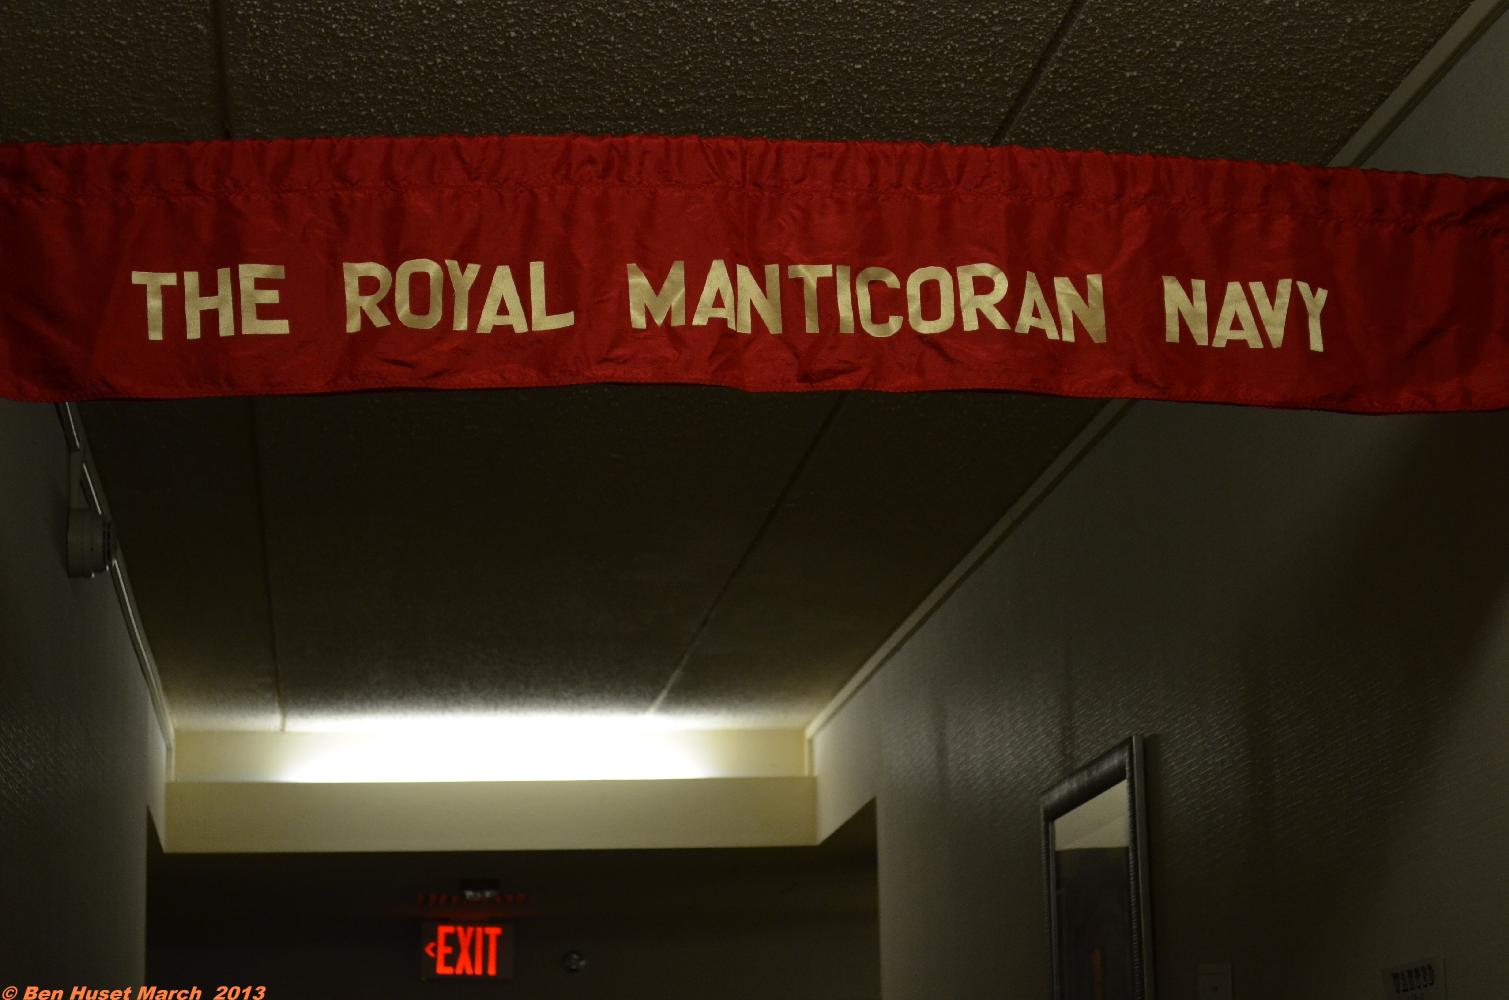 THE ROYAL MANTICORAN NAVY
<EXIT
© Ben Huset March 2013